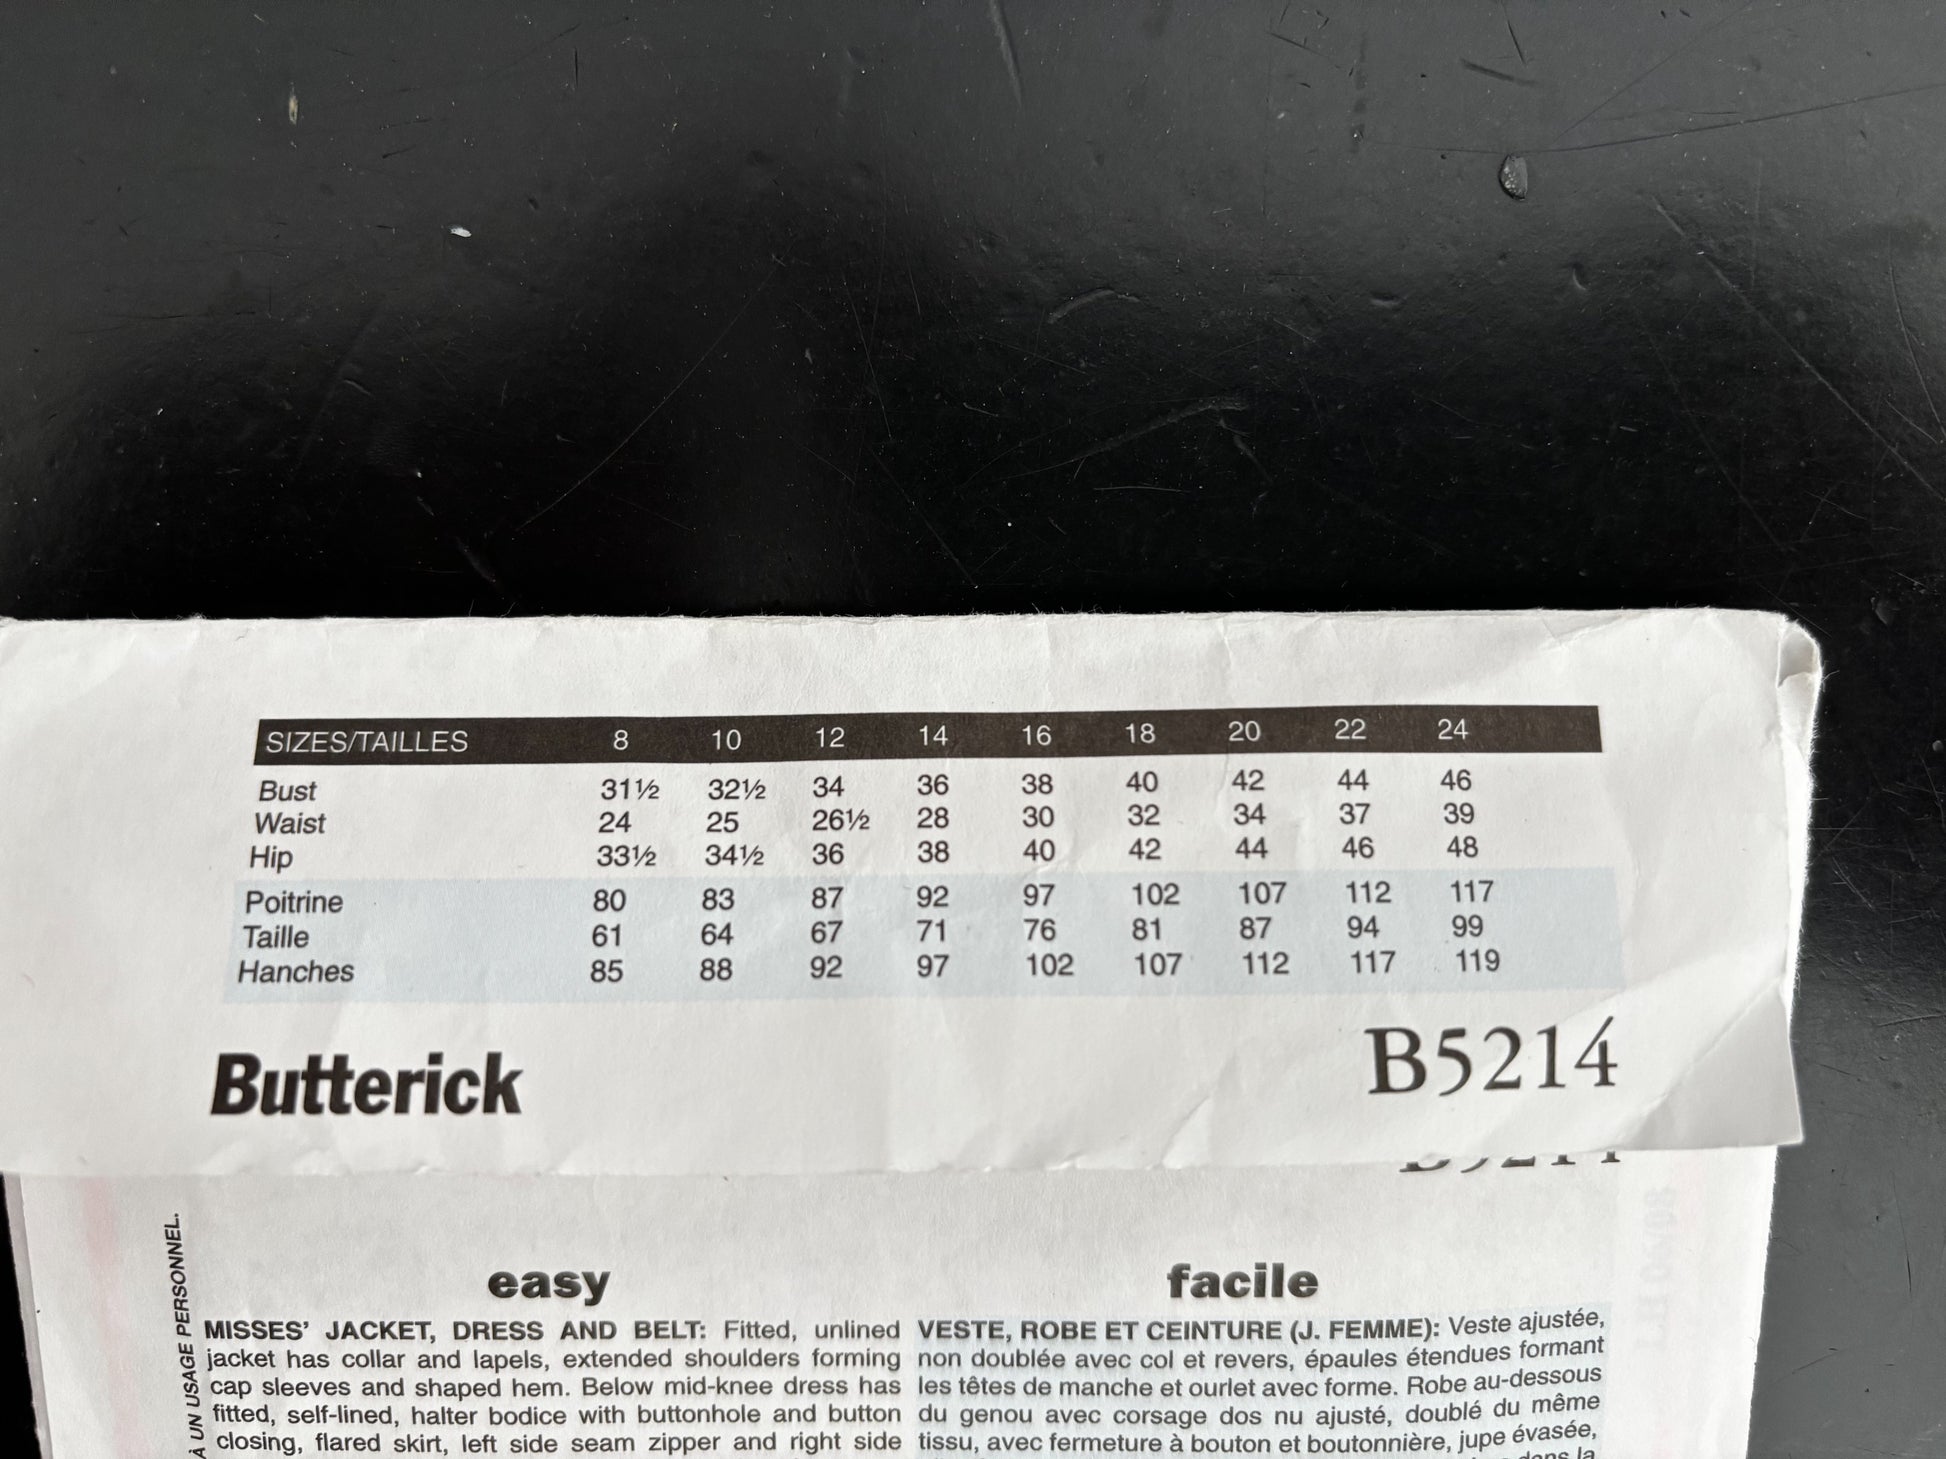 SIZES/TAILLES 8 10 12 14 16 18 20 22 24
Bust 31½ 32½ 34 36 38 40 42 44 46
Waist 24 25 26½ 28 30 32 34 37 39
Hip 33½ 34½ 36 38 40 42 44 46 48
Poitrine 80 83 87 92 97 102 107 112 117
Taille 61 64 67 71 76 81 87 94 99
Hanches 85 88 92 97 102 107 112 117 119
Butterick B5214
À UN USAGE PERSONNEL.
easy
MISSES' JACKET, DRESS AND BELT: Fitted, unlined
jacket has collar and lapels, extended shoulders forming
cap sleeves and shaped hem. Below mid-knee dress has
fitted, self-lined, halter bodice with buttonhole and button
closing, flared skirt, left side seam zipper and right side
facile
VESTE, ROBE ET CEINTURE (J. FEMME): Veste ajustée,
non doublée avec col et revers, épaules étendues formant
les têtes de manche et ourlet avec forme. Robe au-dessous
du genou avec corsage dos nu ajusté, doublé du même
tissu, avec fermeture à bouton et boutonnière, jupe évasée,
dans la